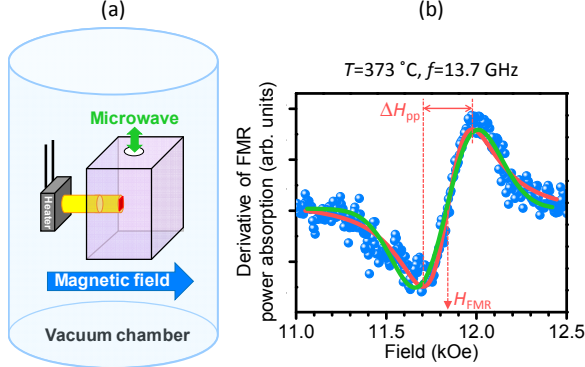 (a)
Microwave
Heater
Magnetic field
Vacuum chamber
(b)
T=373 ˚C, f=13.7 GHz
ΔHpp
HFMR
Derivative of FMR
power absorption (arb. units)
11.0 11.5 12.0 12.5
Field (kOe)